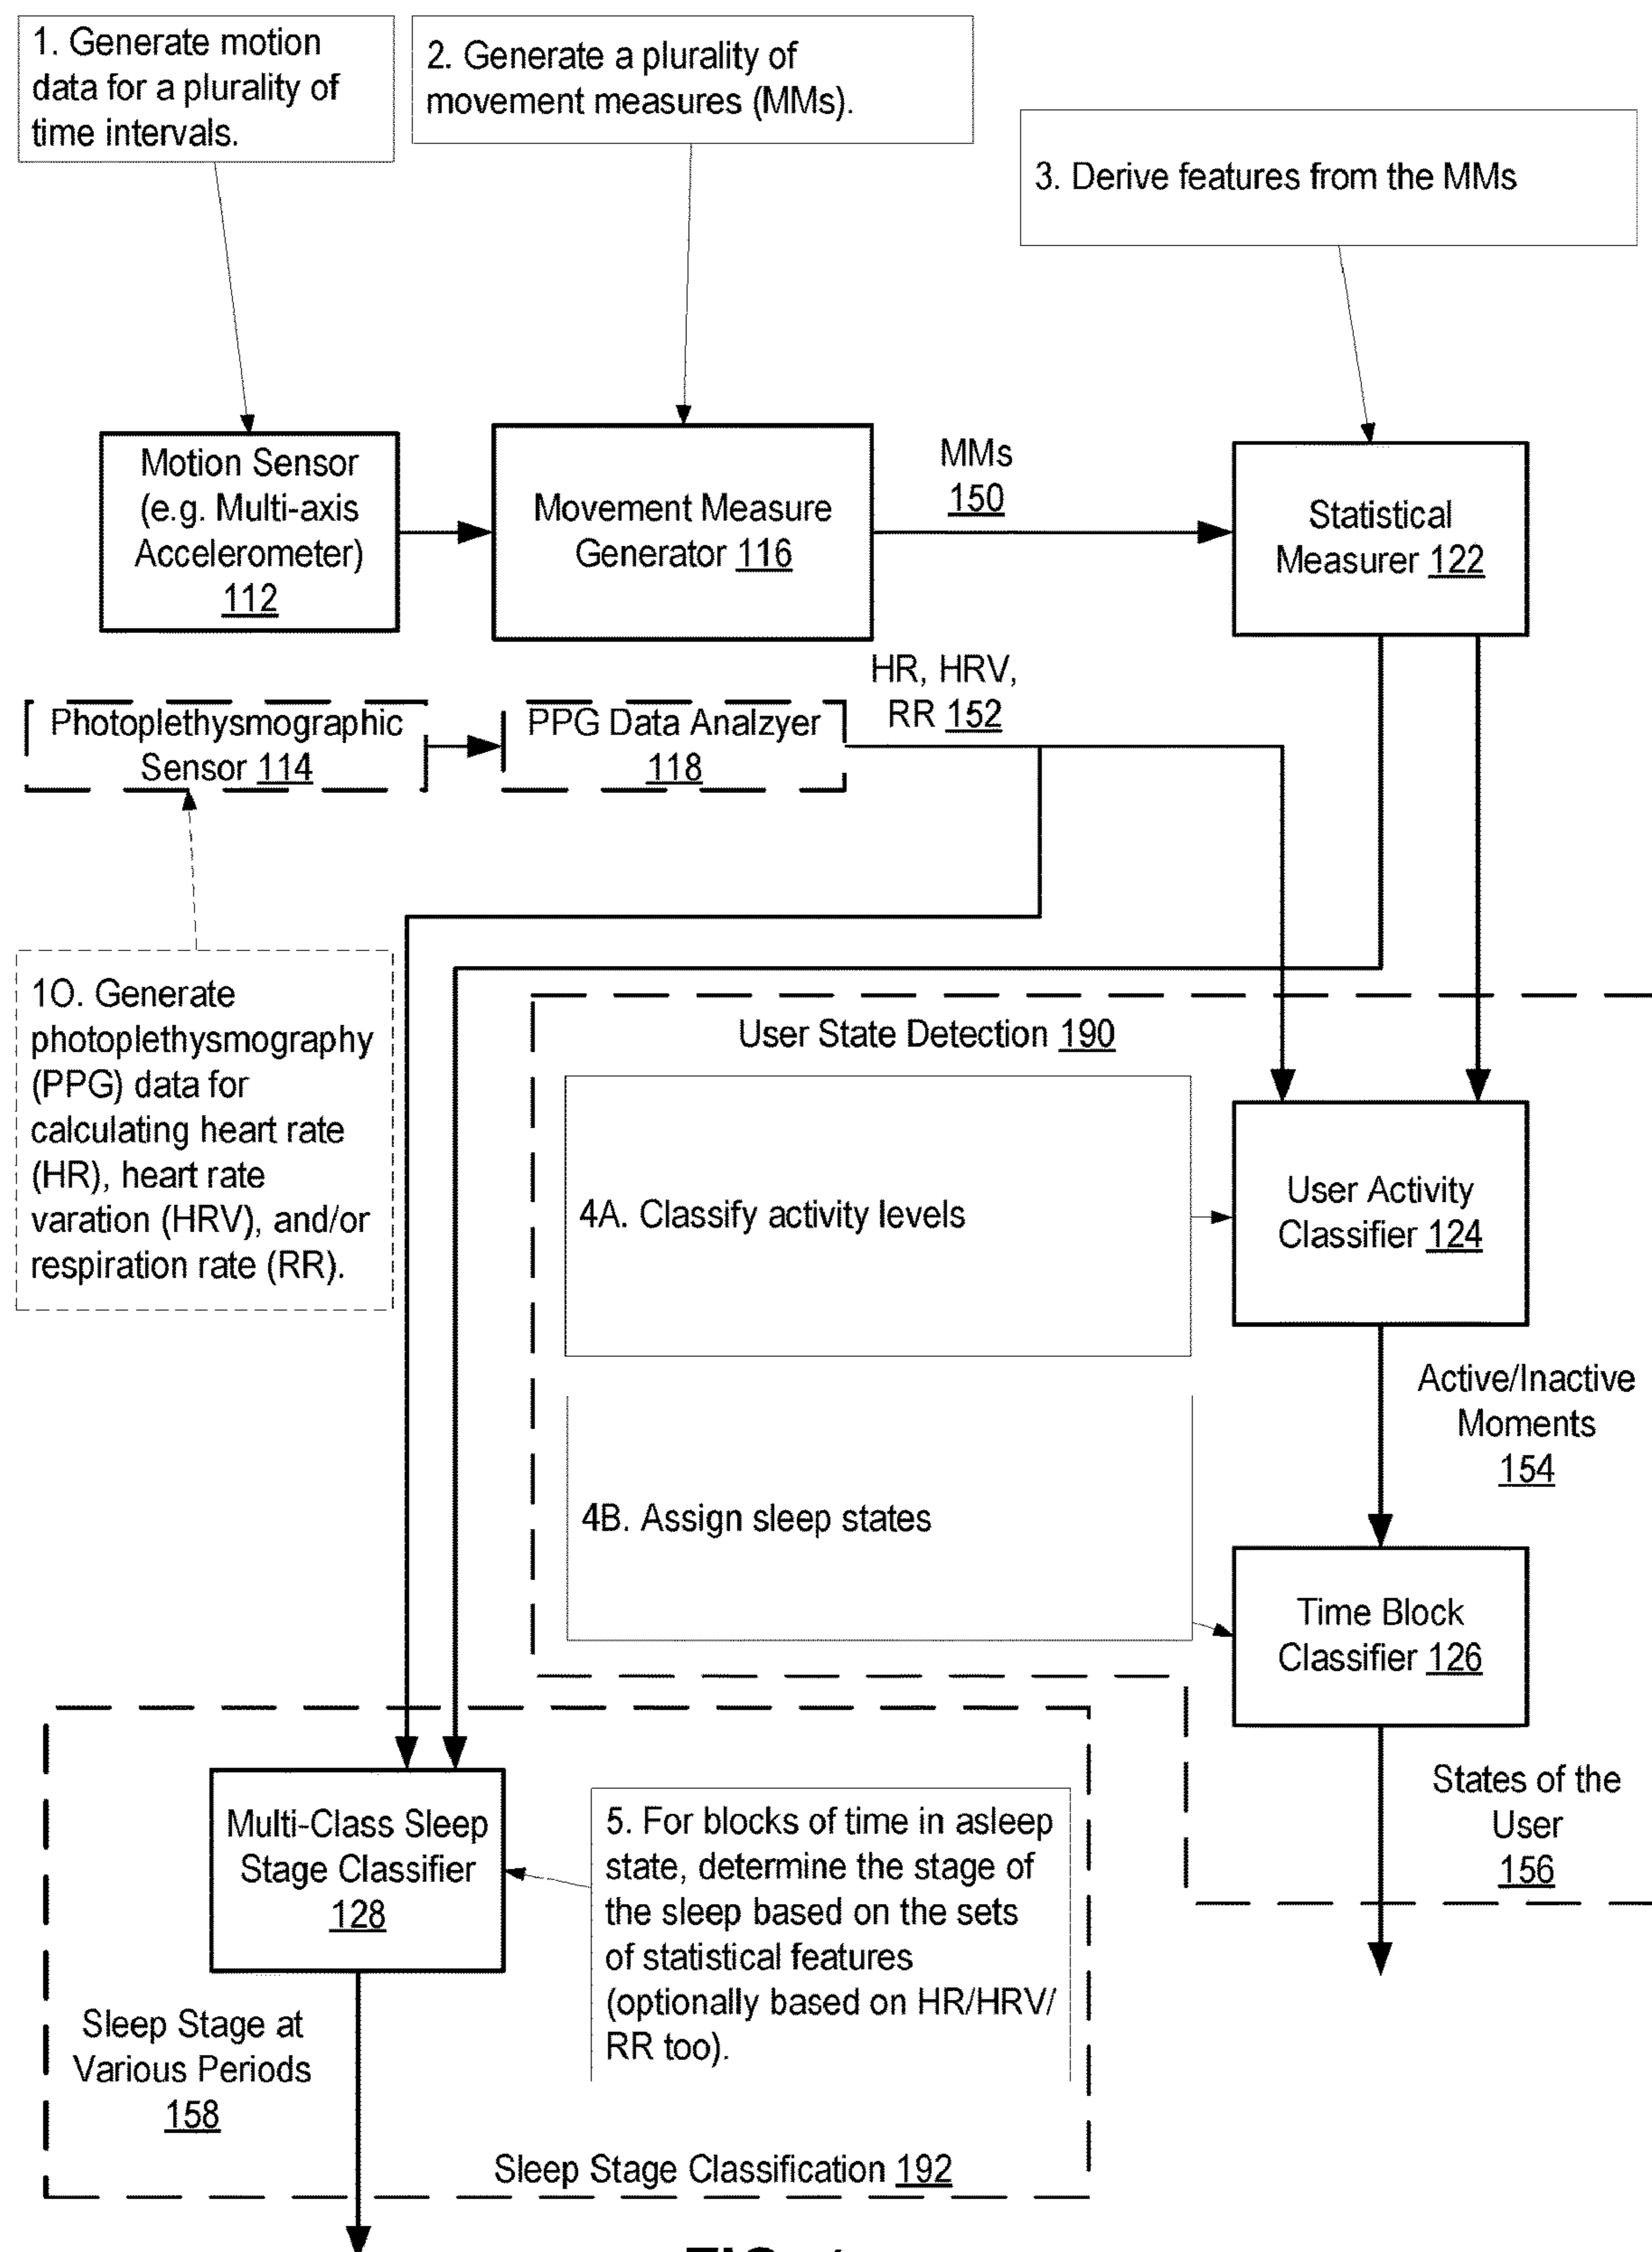 1. Generate motion
data for a plurality of
time intervals.
2. Generate a plurality of
movement measures (MMs).
3. Derive features from the MMs
Motion Sensor
(e.g. Multi-axis
Accelerometer)
112
Movement Measure
Generator 116
MMs
150
Statistical
Measurer 122
HR, HRV,
RR 152
Photoplethysmographic
Sensor 114
PPG Data Analzyer
118
1O. Generate
photoplethysmography
(PPG) data for
calculating heart rate
(HR), heart rate
varation (HRV), and/or
respiration rate (RR).
User State Detection 190
4A. Classify activity levels
User Activity
Classifier 124
Active/Inactive
Moments
154
4B. Assign sleep states
Time Block
Classifier 126
States of the
User
156
Multi-Class Sleep
Stage Classifier
128
5. For blocks of time in asleep
state, determine the stage of
the sleep based on the sets
of statistical features
(optionally based on HR/HRV/
RR too).
Sleep Stage at
Various Periods
158
Sleep Stage Classification 192